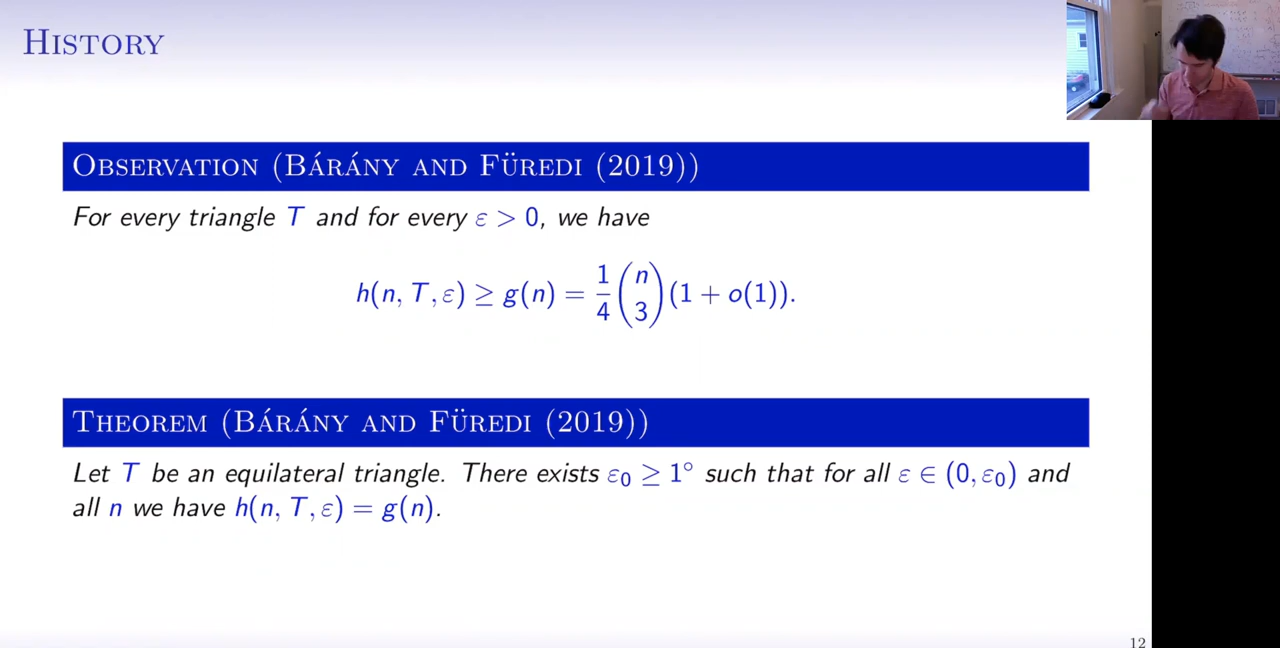 HISTORY
OBSERVATION (BÁRÁNY AND FÜREDI (2019))
For every triangle T and for every ε > 0, we have
h(n, T, ε) ≥ g(n) = 1/4 (n 3) (1 + o(1)).
THEOREM (BÁRÁNY AND FÜREDI (2019))
Let T be an equilateral triangle. There exists ε₀ ≥ 1° such that for all ε ∈ (0, ε₀) and
all n we have h(n, T, ε) = g(n).
12